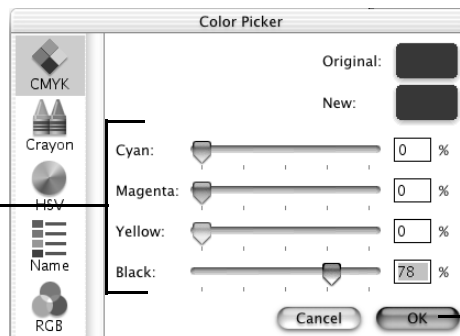 Color Picker
CMYK
Crayon
HSV
Name
RGB
Original:
New:
Cyan: 0 %
Magenta: 0 %
Yellow: 0 %
Black: 78 %
Cancel OK